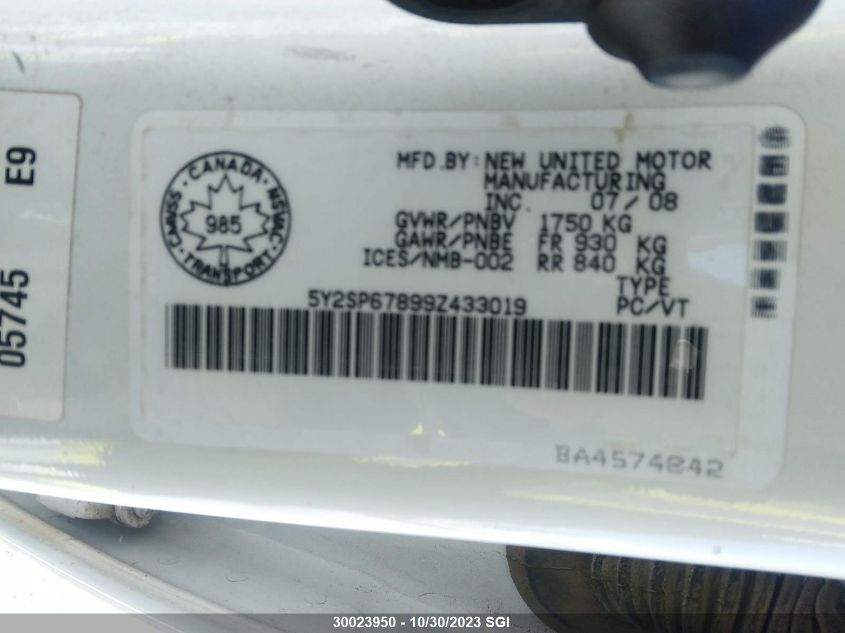 05745 E9
CANADA · NSVAC · TRANSPORT · CMNSS
985
MFD.BY: NEW UNITED MOTOR
MANUFACTURING
INC. 07/08
GVWR/PNBV 1750 KG
GAWR/PNBE FR 930 KG
ICES/NMB-002 RR 840 KG
TYPE
5Y2SP67899Z433019 PC/VT
BA4574842
30023950 - 10/30/2023 SGI